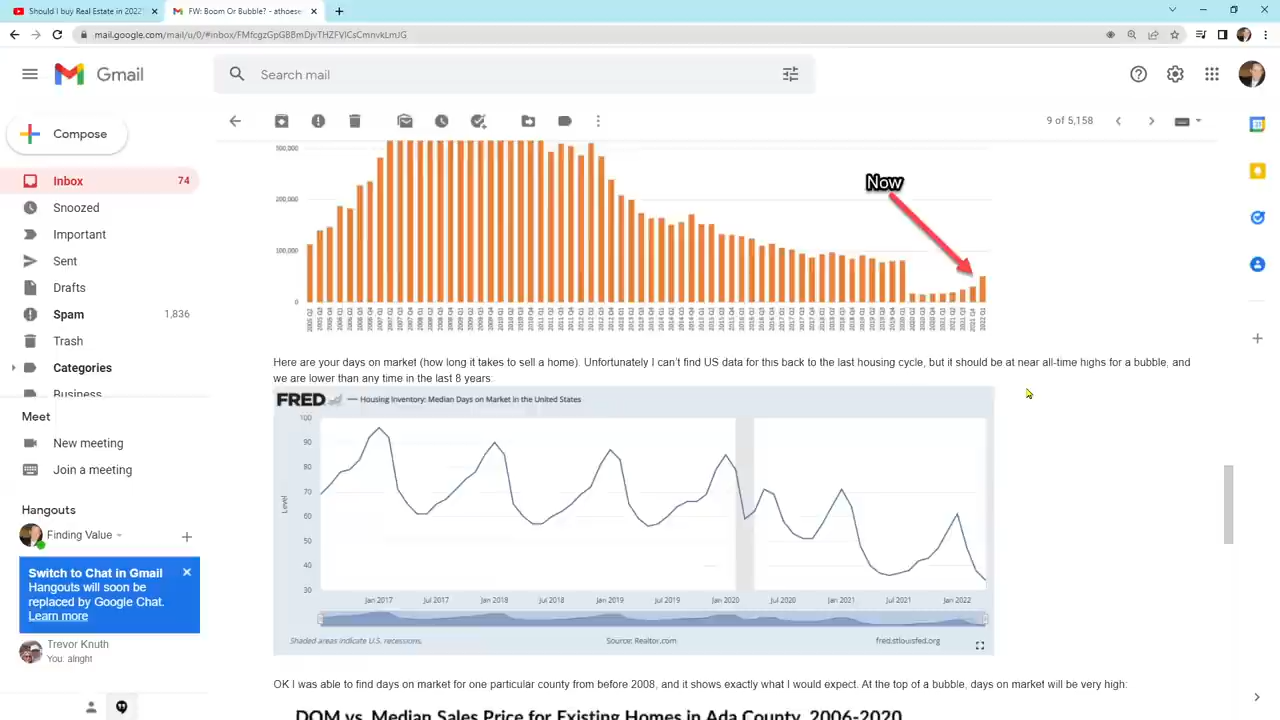 Should I buy Real Estate in 2022
FW: Boom Or Bubble? - athoese
mail.google.com/mail/u/0/#inbox/FMfcgzGpGB8mDjvTHZFVlCsCmnvkLmJG
Gmail
Search mail
Compose
9 of 5,158
Inbox 74
Snoozed
Important
Sent
Drafts
Spam 1,836
Trash
Categories
Business
Meet
New meeting
Join a meeting
Hangouts
Finding Value
Switch to Chat in Gmail
Hangouts will soon be
replaced by Google Chat.
Learn more
Trevor Knuth
You: alright
300,000
200,000
100,000
0
Now
Here are your days on market (how long it takes to sell a home). Unfortunately I can't find US data for this back to the last housing cycle, but it should be at near all-time highs for a bubble, and
we are lower than any time in the last 8 years:
FRED — Housing Inventory: Median Days on Market in the United States
100
90
80
70
60
50
40
30
Level
Jan 2017 Jul 2017 Jan 2018 Jul 2018 Jan 2019 Jul 2019 Jan 2020 Jul 2020 Jan 2021 Jul 2021 Jan 2022
Shaded areas indicate U.S. recessions. Source: Realtor.com fred.stlouisfed.org
OK I was able to find days on market for one particular county from before 2008, and it shows exactly what I would expect. At the top of a bubble, days on market will be very high:
DOM vs. Median Sales Price for Existing Homes in Ada County, 2006-2020